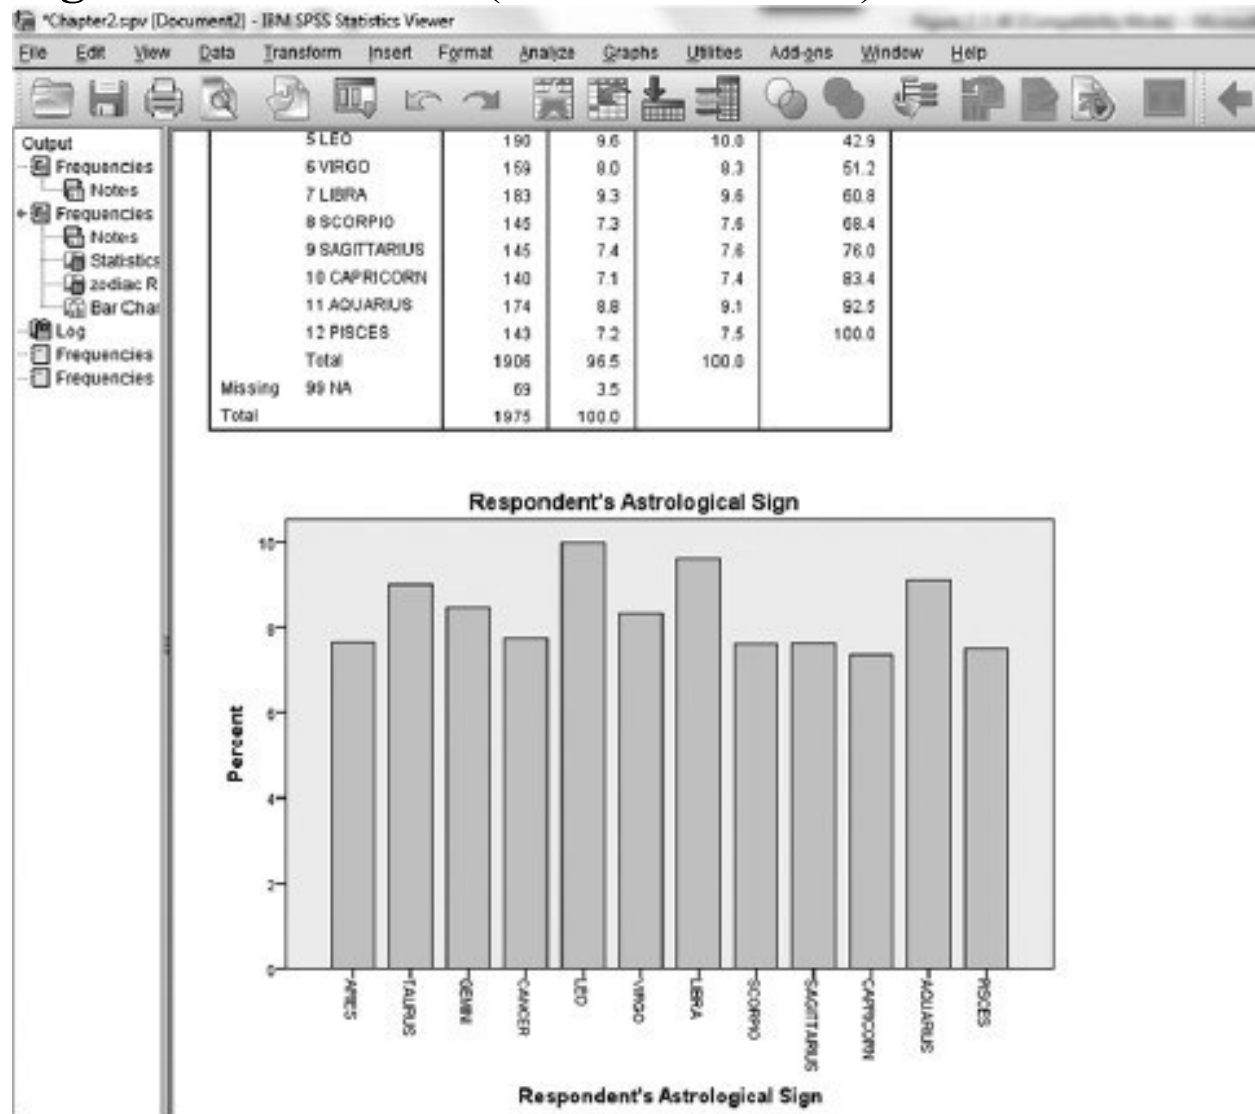 *Chapter2.spv [Document2] - IBM SPSS Statistics Viewer
File Edit View Data Transform Insert Format Analyze Graphs Utilities Add-ons Window Help
Output
Frequencies
Notes
Frequencies
Notes
Statistics
zodiac R
Bar Char
Log
Frequencies
Frequencies
5 LEO 190 9.6 10.0 42.9
6 VIRGO 159 8.0 8.3 51.2
7 LIBRA 183 9.3 9.6 60.8
8 SCORPIO 145 7.3 7.6 68.4
9 SAGITTARIUS 145 7.4 7.6 76.0
10 CAPRICORN 140 7.1 7.4 83.4
11 AQUARIUS 174 8.8 9.1 92.5
12 PISCES 143 7.2 7.5 100.0
Total 1906 96.5 100.0
Missing 99 NA 69 3.5
Total 1975 100.0
Respondent's Astrological Sign
Percent
10
8
6
4
2
0
ARIES
TAURUS
GEMINI
CANCER
LEO
VIRGO
LIBRA
SCORPIO
SAGITTARIUS
CAPRICORN
AQUARIUS
PISCES
Respondent's Astrological Sign